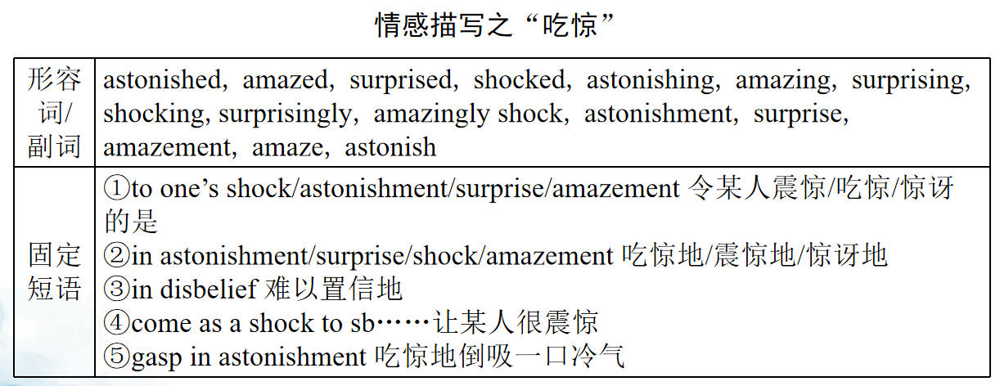 情感描写之“吃惊”
形容
词/
副词
astonished, amazed, surprised, shocked, astonishing, amazing, surprising,
shocking, surprisingly, amazingly shock, astonishment, surprise,
amazement, amaze, astonish
固定
短语
①to one’s shock/astonishment/surprise/amazement 令某人震惊/吃惊/惊讶
的是
②in astonishment/surprise/shock/amazement 吃惊地/震惊地/惊讶地
③in disbelief 难以置信地
④come as a shock to sb……让某人很震惊
⑤gasp in astonishment 吃惊地倒吸一口冷气